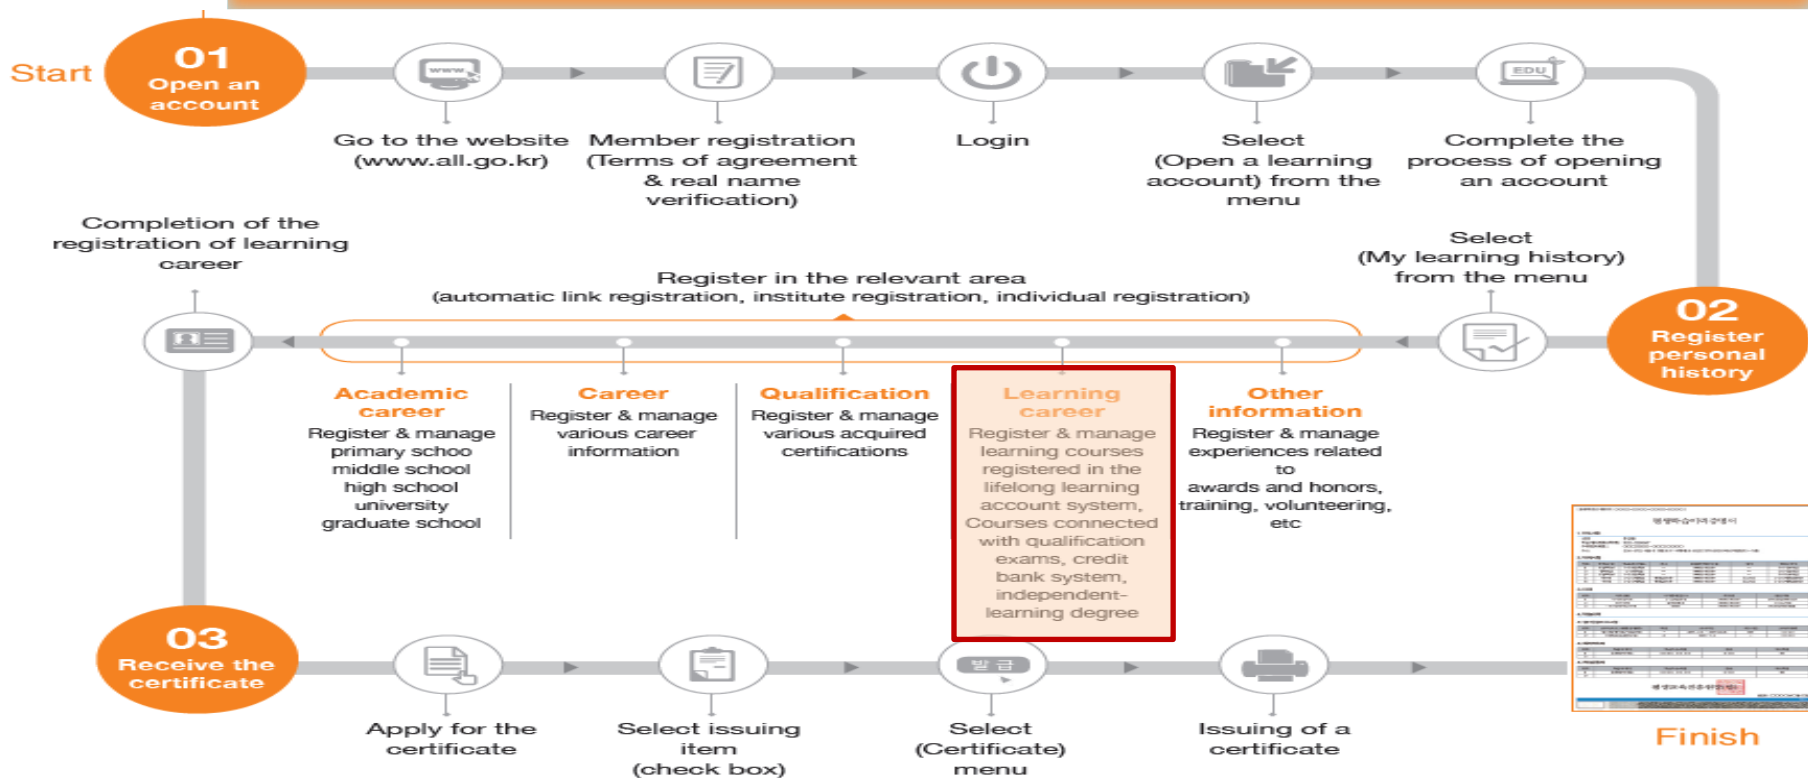 Start
01
Open an
account
www
EDU
Go to the website
(www.all.go.kr)
Member registration
(Terms of agreement
& real name
verification)
Login
Select
(Open a learning
account) from the
menu
Complete the
process of opening
an account
02
Register
personal
history
Select
(My learning history)
from the menu
Register in the relevant area
(automatic link registration, institute registration, individual registration)
Completion of the
registration of learning
career
Academic
career
Register & manage
primary schoo
middle school
high school
university
graduate school
Career
Register & manage
various career
information
Qualification
Register & manage
various acquired
certifications
Learning
career
Register & manage
learning courses
registered in the
lifelong learning
account system,
Courses connected
with qualification
exams, credit
bank system,
independent-
learning degree
Other
information
Register & manage
experiences related
to
awards and honors,
training, volunteering,
etc
03
Receive the
certificate
발급
Apply for the
certificate
Select issuing
item
(check box)
Select
(Certificate)
menu
Issuing of a
certificate
Finish